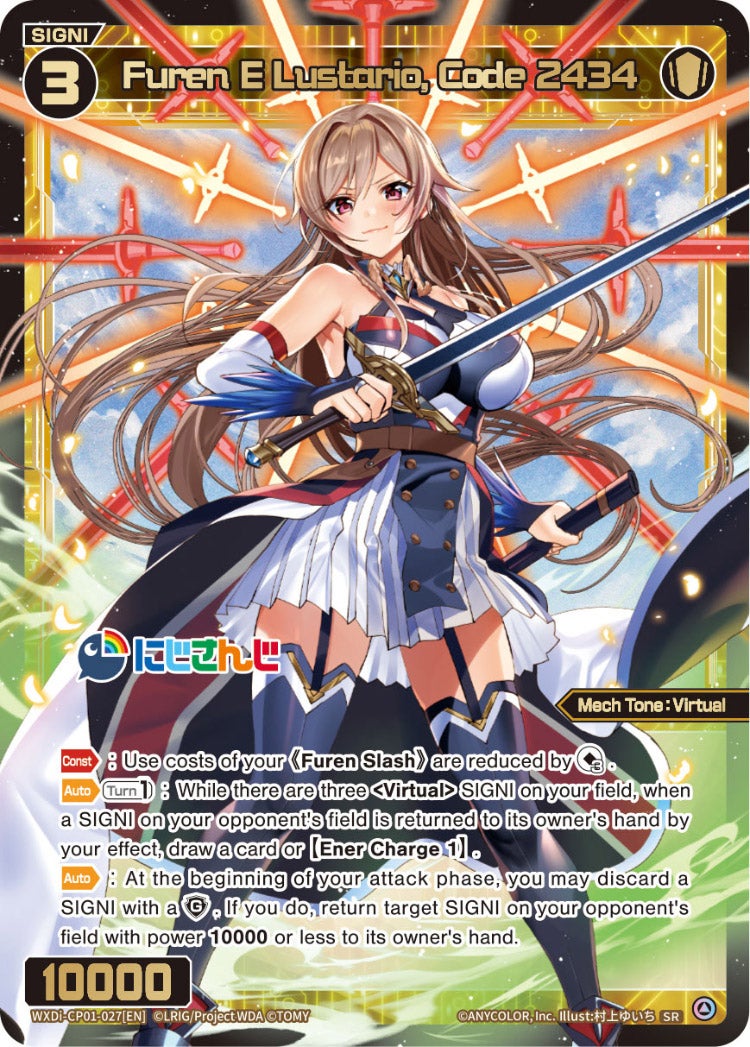 SIGNI
3
Furen E Lustario, Code 2434
にじさんじ
Mech Tone:Virtual
Const : Use costs of your 《Furen Slash》 are reduced by .
Auto Turn 1 : While there are three <Virtual> SIGNI on your field, when
a SIGNI on your opponent's field is returned to its owner's hand by
your effect, draw a card or 【Ener Charge 1】.
Auto : At the beginning of your attack phase, you may discard a
SIGNI with a G . If you do, return target SIGNI on your opponent's
field with power 10000 or less to its owner's hand.
10000
WXDi-CP01-027[EN] ©LRIG/Project WDA ©TOMY ©ANYCOLOR, Inc. Illust:村上ゆいち SR